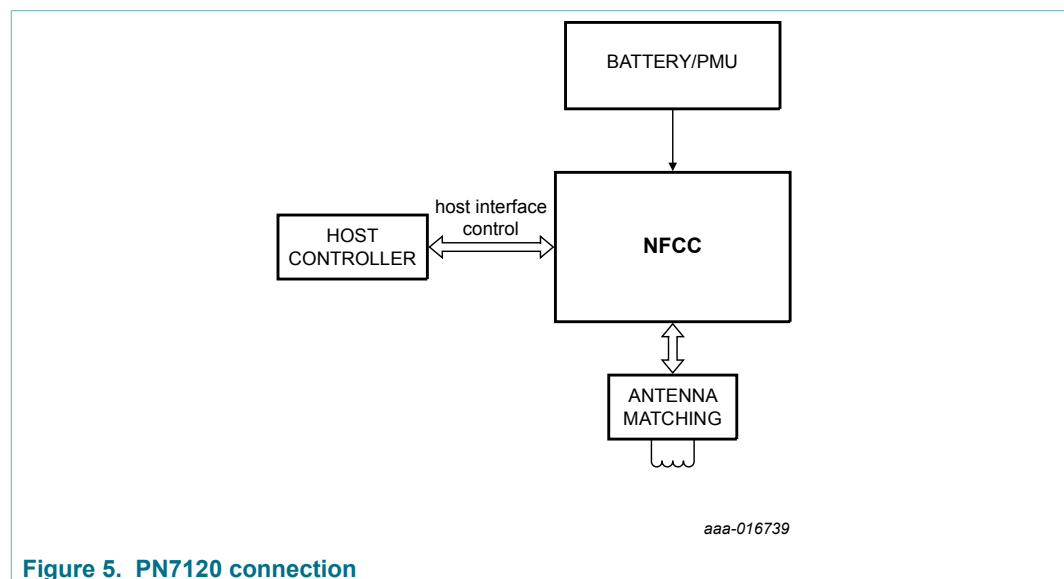 BATTERY/PMU
host interface
control
HOST
CONTROLLER
NFCC
ANTENNA
MATCHING
aaa-016739
Figure 5. PN7120 connection